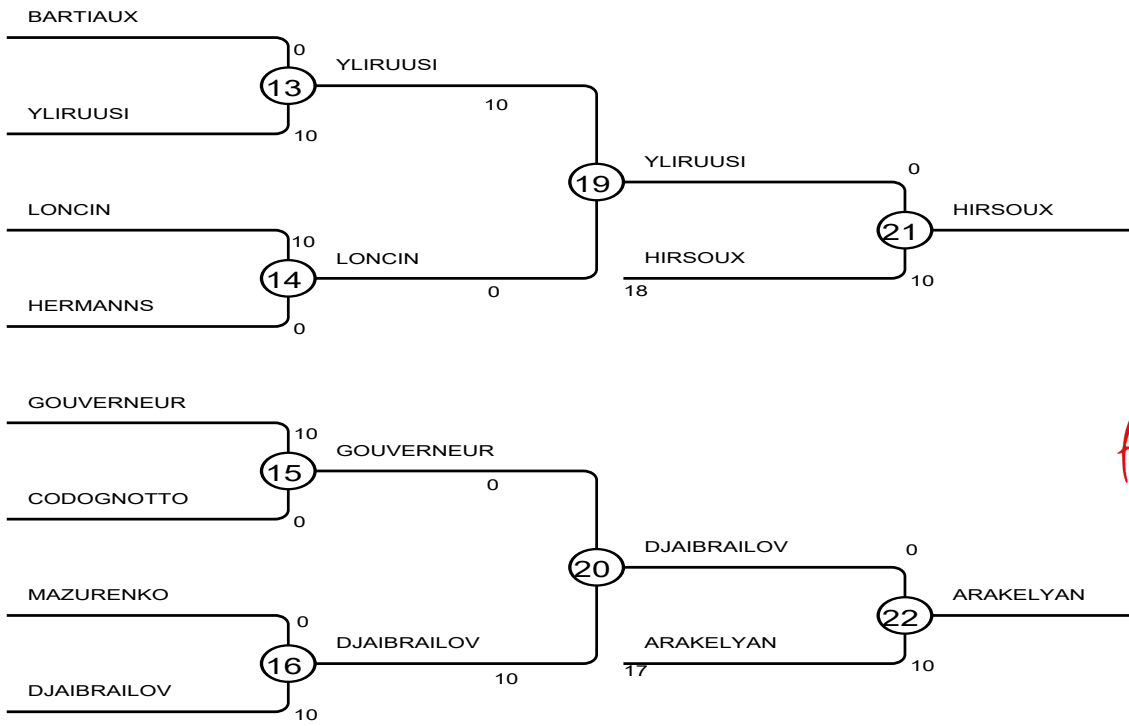 BARTIAUX
0
YLIRUUSI
13
10
YLIRUUSI
10
YLIRUUSI
0
19
LONCIN
HIRSOUX
10
21
LONCIN
HIRSOUX
14
0
18
10
HERMANNS
0
GOUVERNEUR
10
GOUVERNEUR
15
0
CODOGNOTTO
0
DJAIBRAILOV
0
20
MAZURENKO
ARAKELYAN
0
22
DJAIBRAILOV
ARAKELYAN
16
10
17
10
DJAIBRAILOV
10